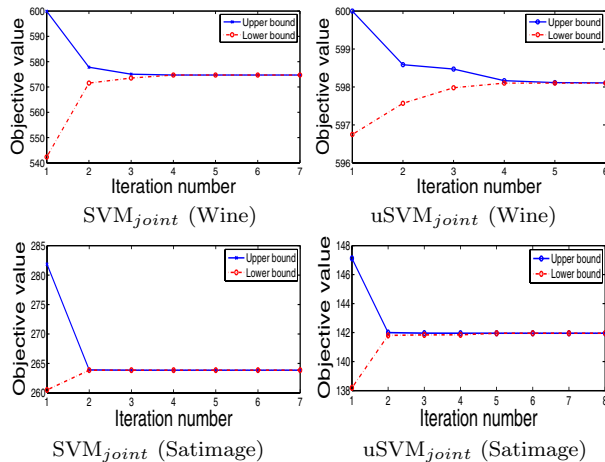 600
590
580
570
560
550
540
Objective value
Upper bound
Lower bound
1 2 3 4 5 6 7
Iteration number
SVM_joint (Wine)
600
599
598
597
596
Objective value
Upper bound
Lower bound
1 2 3 4 5 6
Iteration number
uSVM_joint (Wine)
285
280
275
270
265
260
Objective value
Upper bound
Lower bound
1 2 3 4 5 6 7
Iteration number
SVM_joint (Satimage)
148
146
144
142
140
138
Objective value
Upper bound
Lower bound
1 2 3 4 5 6 7 8
Iteration number
uSVM_joint (Satimage)